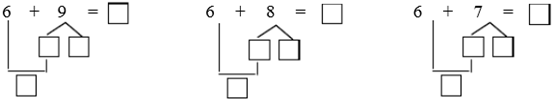 6 + 9 = □ 6 + 8 = □ 6 + 7 = □